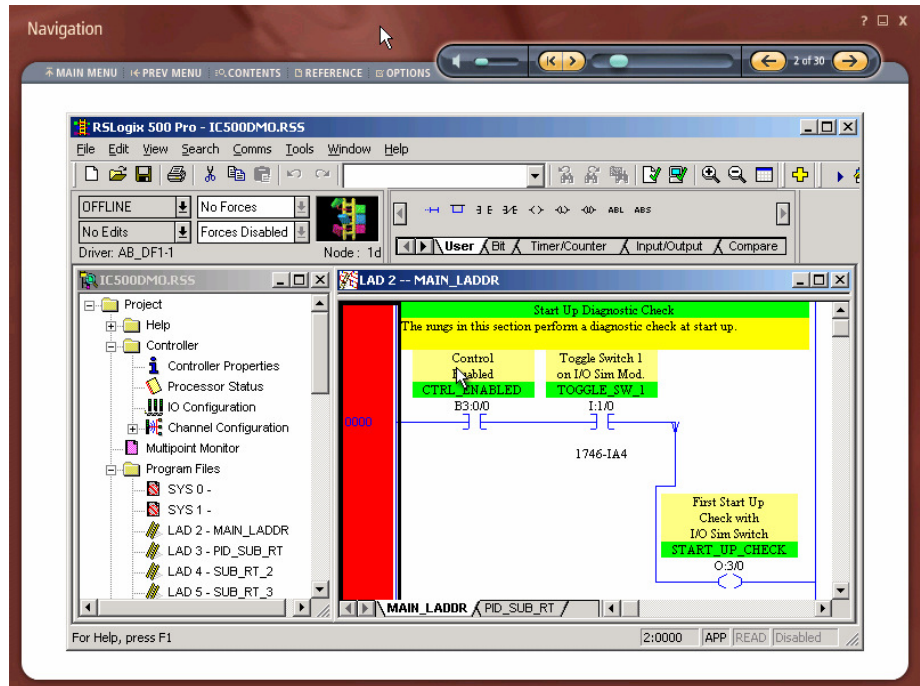 Navigation
? X
MAIN MENU PREV MENU CONTENTS REFERENCE OPTIONS
2 of 30
RSLogix 500 Pro - IC500DMO.RSS
File Edit View Search Comms Tools Window Help
OFFLINE No Forces
No Edits Forces Disabled
Driver: AB_DF1-1 Node : 1d
ABL ABS
User Bit Timer/Counter Input/Output Compare
IC500DMO.RSS
Project
Help
Controller
Controller Properties
Processor Status
IO Configuration
Channel Configuration
Multipoint Monitor
Program Files
SYS 0 -
SYS 1 -
LAD 2 - MAIN_LADDR
LAD 3 - PID_SUB_RT
LAD 4 - SUB_RT_2
LAD 5 - SUB_RT_3
LAD 2 -- MAIN_LADDR
Start Up Diagnostic Check
The rungs in this section perform a diagnostic check at start up.
Control
Enabled
CTRL_ENABLED
B3:0/0
Toggle Switch 1
on I/O Sim Mod.
TOGGLE_SW_1
I:1/0
0000
1746-IA4
First Start Up
Check with
I/O Sim Switch
START_UP_CHECK
O:3/0
MAIN_LADDR PID_SUB_RT
For Help, press F1
2:0000 APP READ Disabled